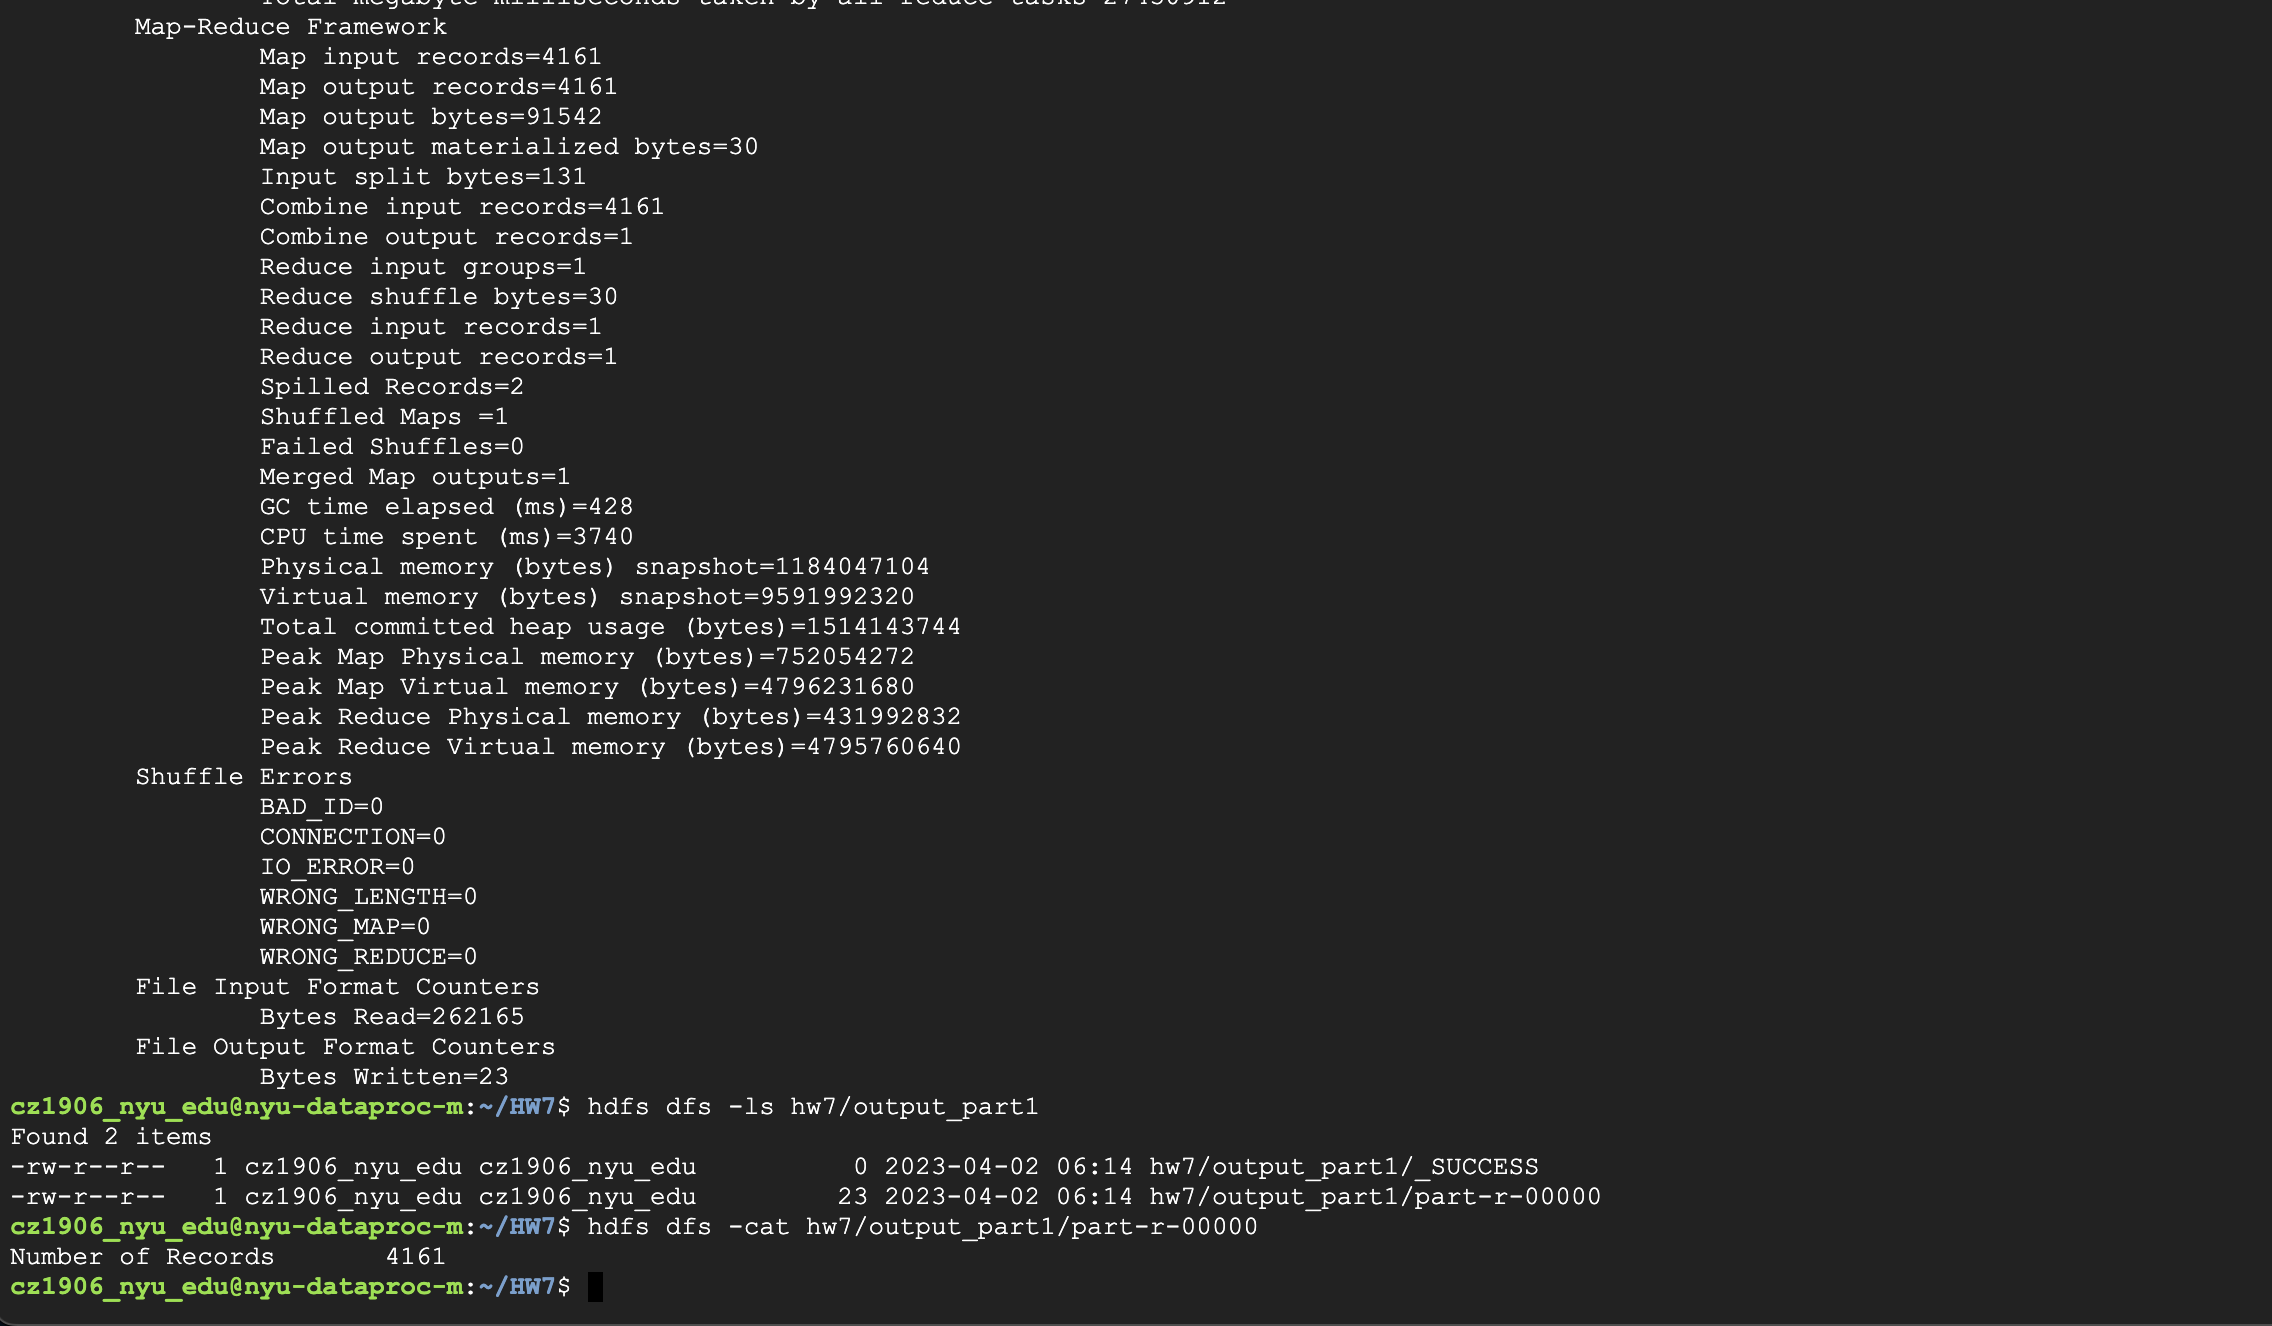 Total megabyte-milliseconds taken by all reduce tasks=27430912
Map-Reduce Framework
Map input records=4161
Map output records=4161
Map output bytes=91542
Map output materialized bytes=30
Input split bytes=131
Combine input records=4161
Combine output records=1
Reduce input groups=1
Reduce shuffle bytes=30
Reduce input records=1
Reduce output records=1
Spilled Records=2
Shuffled Maps =1
Failed Shuffles=0
Merged Map outputs=1
GC time elapsed (ms)=428
CPU time spent (ms)=3740
Physical memory (bytes) snapshot=1184047104
Virtual memory (bytes) snapshot=9591992320
Total committed heap usage (bytes)=1514143744
Peak Map Physical memory (bytes)=752054272
Peak Map Virtual memory (bytes)=4796231680
Peak Reduce Physical memory (bytes)=431992832
Peak Reduce Virtual memory (bytes)=4795760640
Shuffle Errors
BAD_ID=0
CONNECTION=0
IO_ERROR=0
WRONG_LENGTH=0
WRONG_MAP=0
WRONG_REDUCE=0
File Input Format Counters
Bytes Read=262165
File Output Format Counters
Bytes Written=23
cz1906_nyu_edu@nyu-dataproc-m:~/HW7$ hdfs dfs -ls hw7/output_part1
Found 2 items
-rw-r--r--   1 cz1906_nyu_edu cz1906_nyu_edu          0 2023-04-02 06:14 hw7/output_part1/_SUCCESS
-rw-r--r--   1 cz1906_nyu_edu cz1906_nyu_edu         23 2023-04-02 06:14 hw7/output_part1/part-r-00000
cz1906_nyu_edu@nyu-dataproc-m:~/HW7$ hdfs dfs -cat hw7/output_part1/part-r-00000
Number of Records       4161
cz1906_nyu_edu@nyu-dataproc-m:~/HW7$